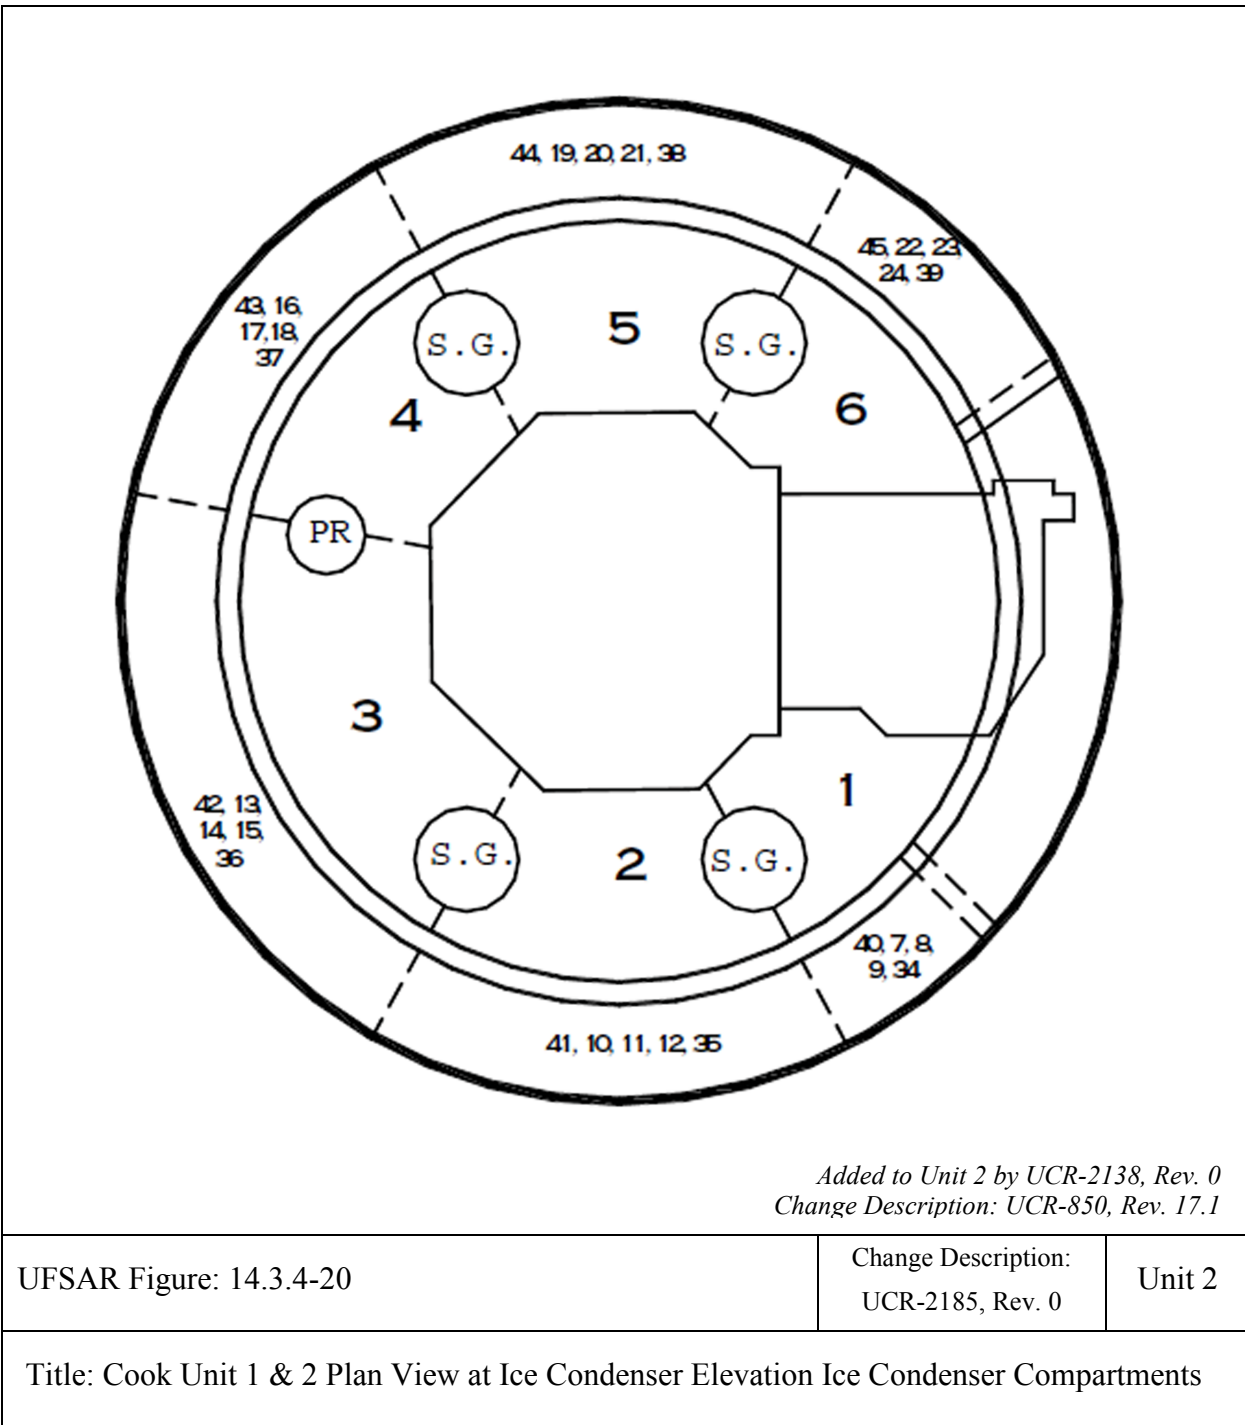 44, 19, 20, 21, 38
45, 22, 23,
24, 39
43, 16,
17, 18,
37
S.G.
5
S.G.
4
6
PR
3
42, 13,
14, 15,
36
1
S.G.
2
S.G.
40, 7, 8,
9, 34
41, 10, 11, 12, 35
Added to Unit 2 by UCR-2138, Rev. 0
Change Description: UCR-850, Rev. 17.1
UFSAR Figure: 14.3.4-20
Change Description:
UCR-2185, Rev. 0
Unit 2
Title: Cook Unit 1 & 2 Plan View at Ice Condenser Elevation Ice Condenser Compartments